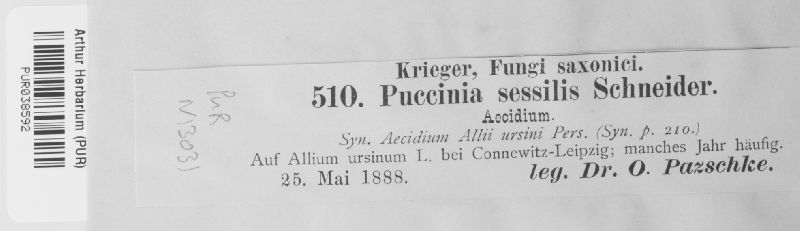 Arthur Herbarium (PUR)
PUR038592
PUR
N13031
Krieger, Fungi saxonici.
510. Puccinia sessilis Schneider.
Aecidium.
Syn. Aecidium Allii ursini Pers. (Syn. p. 210.)
Auf Allium ursinum L. bei Connewitz-Leipzig; manches Jahr häufig.
25. Mai 1888. leg. Dr. O. Pazschke.